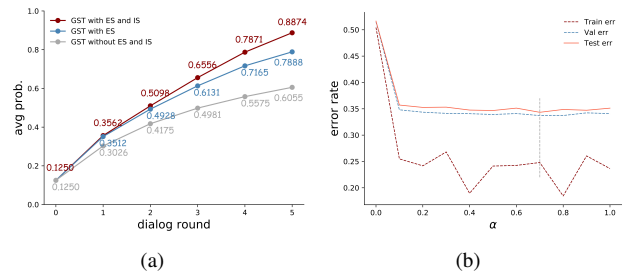 GST with ES and IS
GST with ES
GST without ES and IS
avg prob.
1.0
0.8
0.6
0.4
0.2
0.0
0.1250
0.1250
0.3562
0.3512
0.3026
0.5098
0.4928
0.4175
0.6556
0.6131
0.4981
0.7871
0.7165
0.5575
0.8874
0.7888
0.6055
0 1 2 3 4 5
dialog round
(a)
Train err
Val err
Test err
error rate
0.50
0.45
0.40
0.35
0.30
0.25
0.20
0.0 0.2 0.4 0.6 0.8 1.0
α
(b)